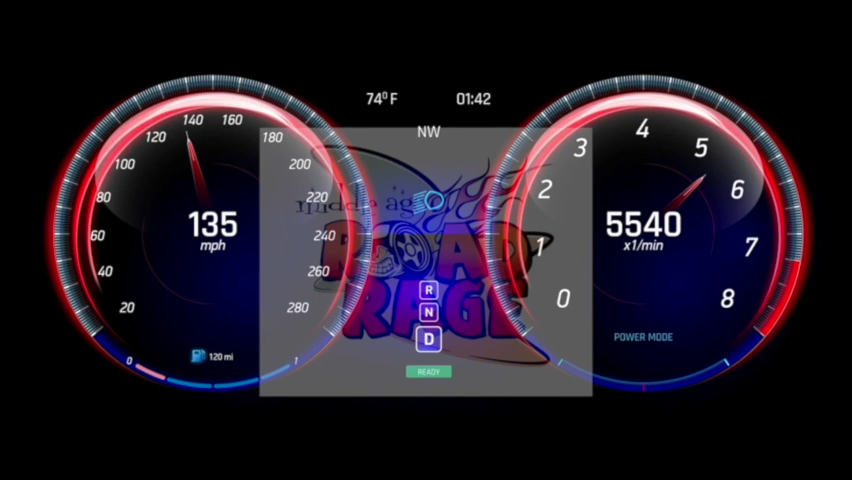 74⁰ F
01:42
NW
20
40
60
80
100
120
140
160
180
200
220
240
260
280
135
mph
120 mi
0
1
middle age
ROAD
RAGE
R
N
D
READY
0
1
2
3
4
5
6
7
8
5540
x1/min
POWER MODE